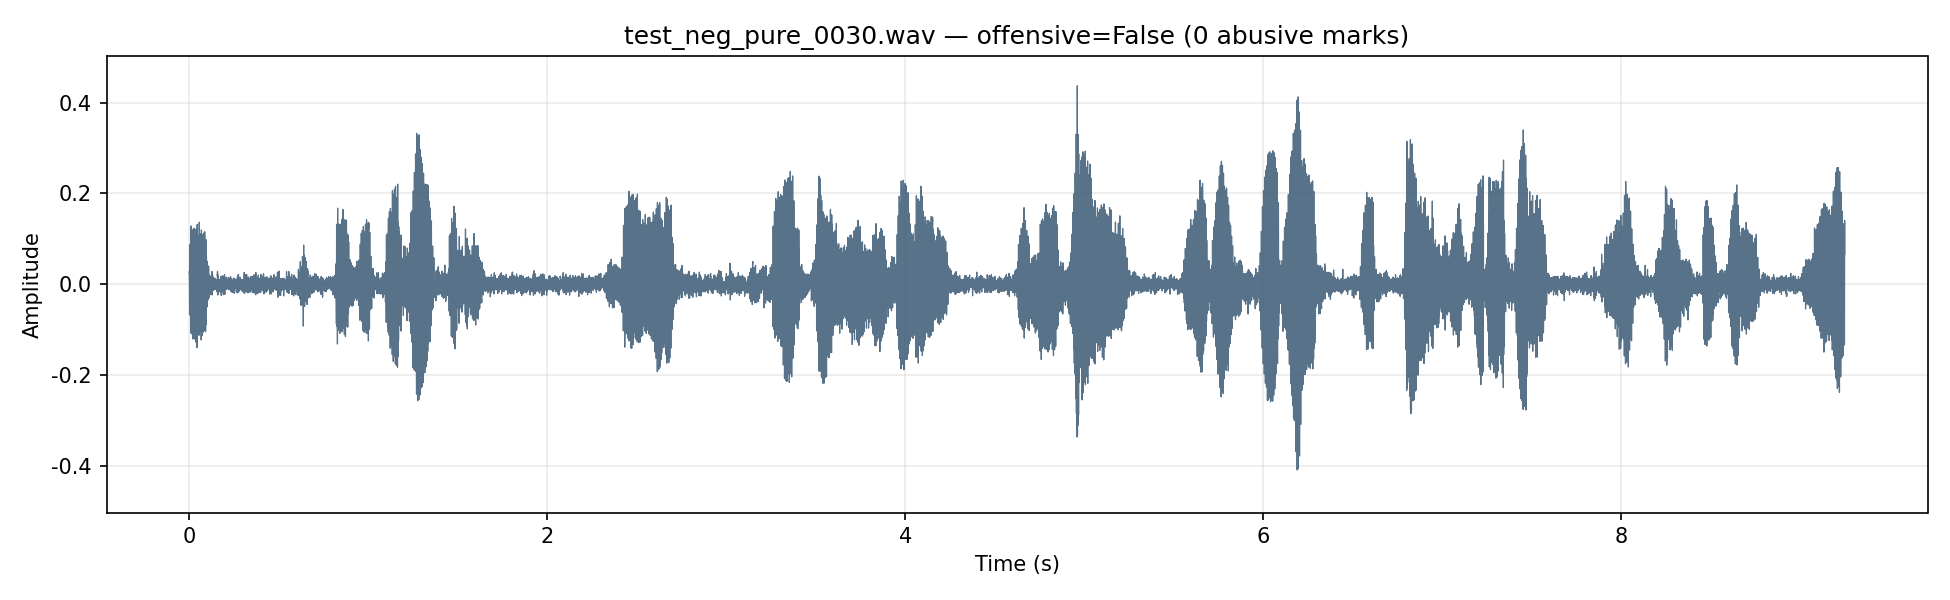 test_neg_pure_0030.wav — offensive=False (0 abusive marks)
0.4
0.2
0.0
-0.2
-0.4
Amplitude
0 2 4 6 8
Time (s)